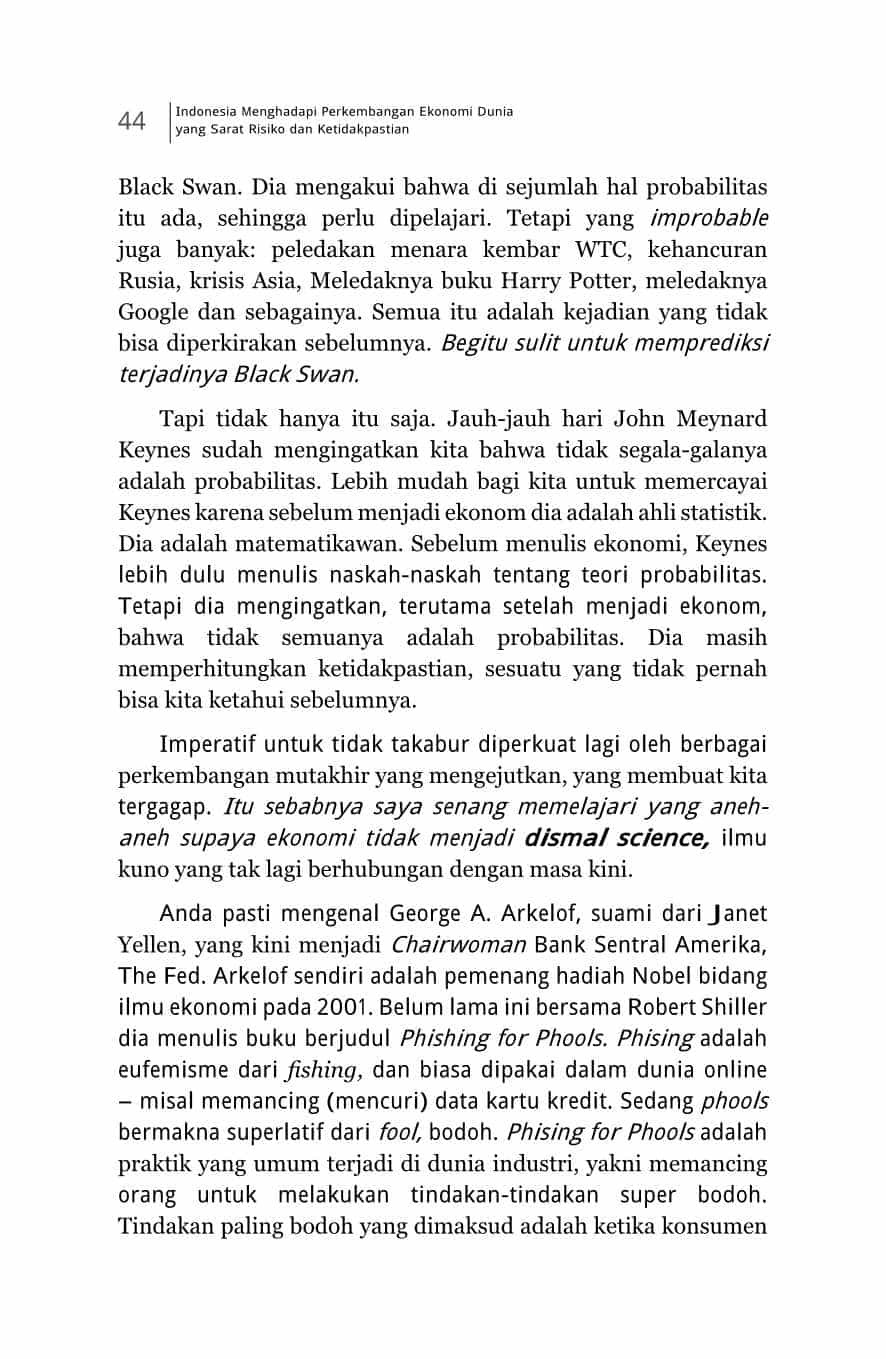 44
Indonesia Menghadapi Perkembangan Ekonomi Dunia
yang Sarat Risiko dan Ketidakpastian
Black Swan. Dia mengakui bahwa di sejumlah hal probabilitas
itu ada, sehingga perlu dipelajari. Tetapi yang improbable
juga banyak: peledakan menara kembar WTC, kehancuran
Rusia, krisis Asia, Meledaknya buku Harry Potter, meledaknya
Google dan sebagainya. Semua itu adalah kejadian yang tidak
bisa diperkirakan sebelumnya. Begitu sulit untuk memprediksi
terjadinya Black Swan.
Tapi tidak hanya itu saja. Jauh-jauh hari John Meynard
Keynes sudah mengingatkan kita bahwa tidak segala-galanya
adalah probabilitas. Lebih mudah bagi kita untuk memercayai
Keynes karena sebelum menjadi ekonom dia adalah ahli statistik.
Dia adalah matematikawan. Sebelum menulis ekonomi, Keynes
lebih dulu menulis naskah-naskah tentang teori probabilitas.
Tetapi dia mengingatkan, terutama setelah menjadi ekonom,
bahwa tidak semuanya adalah probabilitas. Dia masih
memperhitungkan ketidakpastian, sesuatu yang tidak pernah
bisa kita ketahui sebelumnya.
Imperatif untuk tidak takabur diperkuat lagi oleh berbagai
perkembangan mutakhir yang mengejutkan, yang membuat kita
tergagap. Itu sebabnya saya senang memelajari yang aneh-
aneh supaya ekonomi tidak menjadi dismal science, ilmu
kuno yang tak lagi berhubungan dengan masa kini.
Anda pasti mengenal George A. Arkelof, suami dari Janet
Yellen, yang kini menjadi Chairwoman Bank Sentral Amerika,
The Fed. Arkelof sendiri adalah pemenang hadiah Nobel bidang
ilmu ekonomi pada 2001. Belum lama ini bersama Robert Shiller
dia menulis buku berjudul Phishing for Phools. Phising adalah
eufemisme dari fishing, dan biasa dipakai dalam dunia online
– misal memancing (mencuri) data kartu kredit. Sedang phools
bermakna superlatif dari fool, bodoh. Phising for Phools adalah
praktik yang umum terjadi di dunia industri, yakni memancing
orang untuk melakukan tindakan-tindakan super bodoh.
Tindakan paling bodoh yang dimaksud adalah ketika konsumen